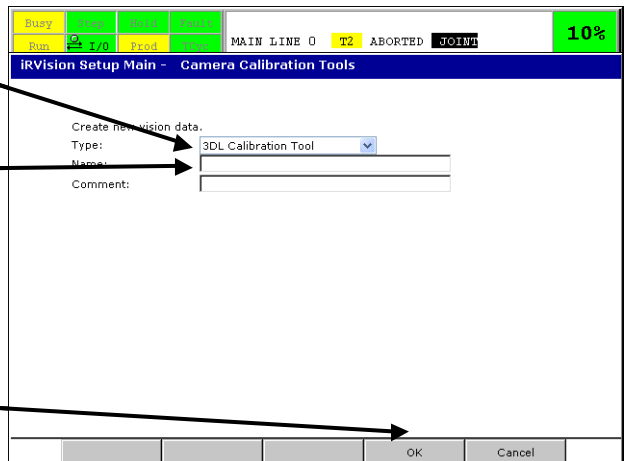 Busy Step Hold Fault
Run I/O Prod TCyc
MAIN LINE 0 T2 ABORTED JOINT
10%
iRVision Setup Main - Camera Calibration Tools
Create new vision data.
Type: 3DL Calibration Tool
Name:
Comment:
OK Cancel